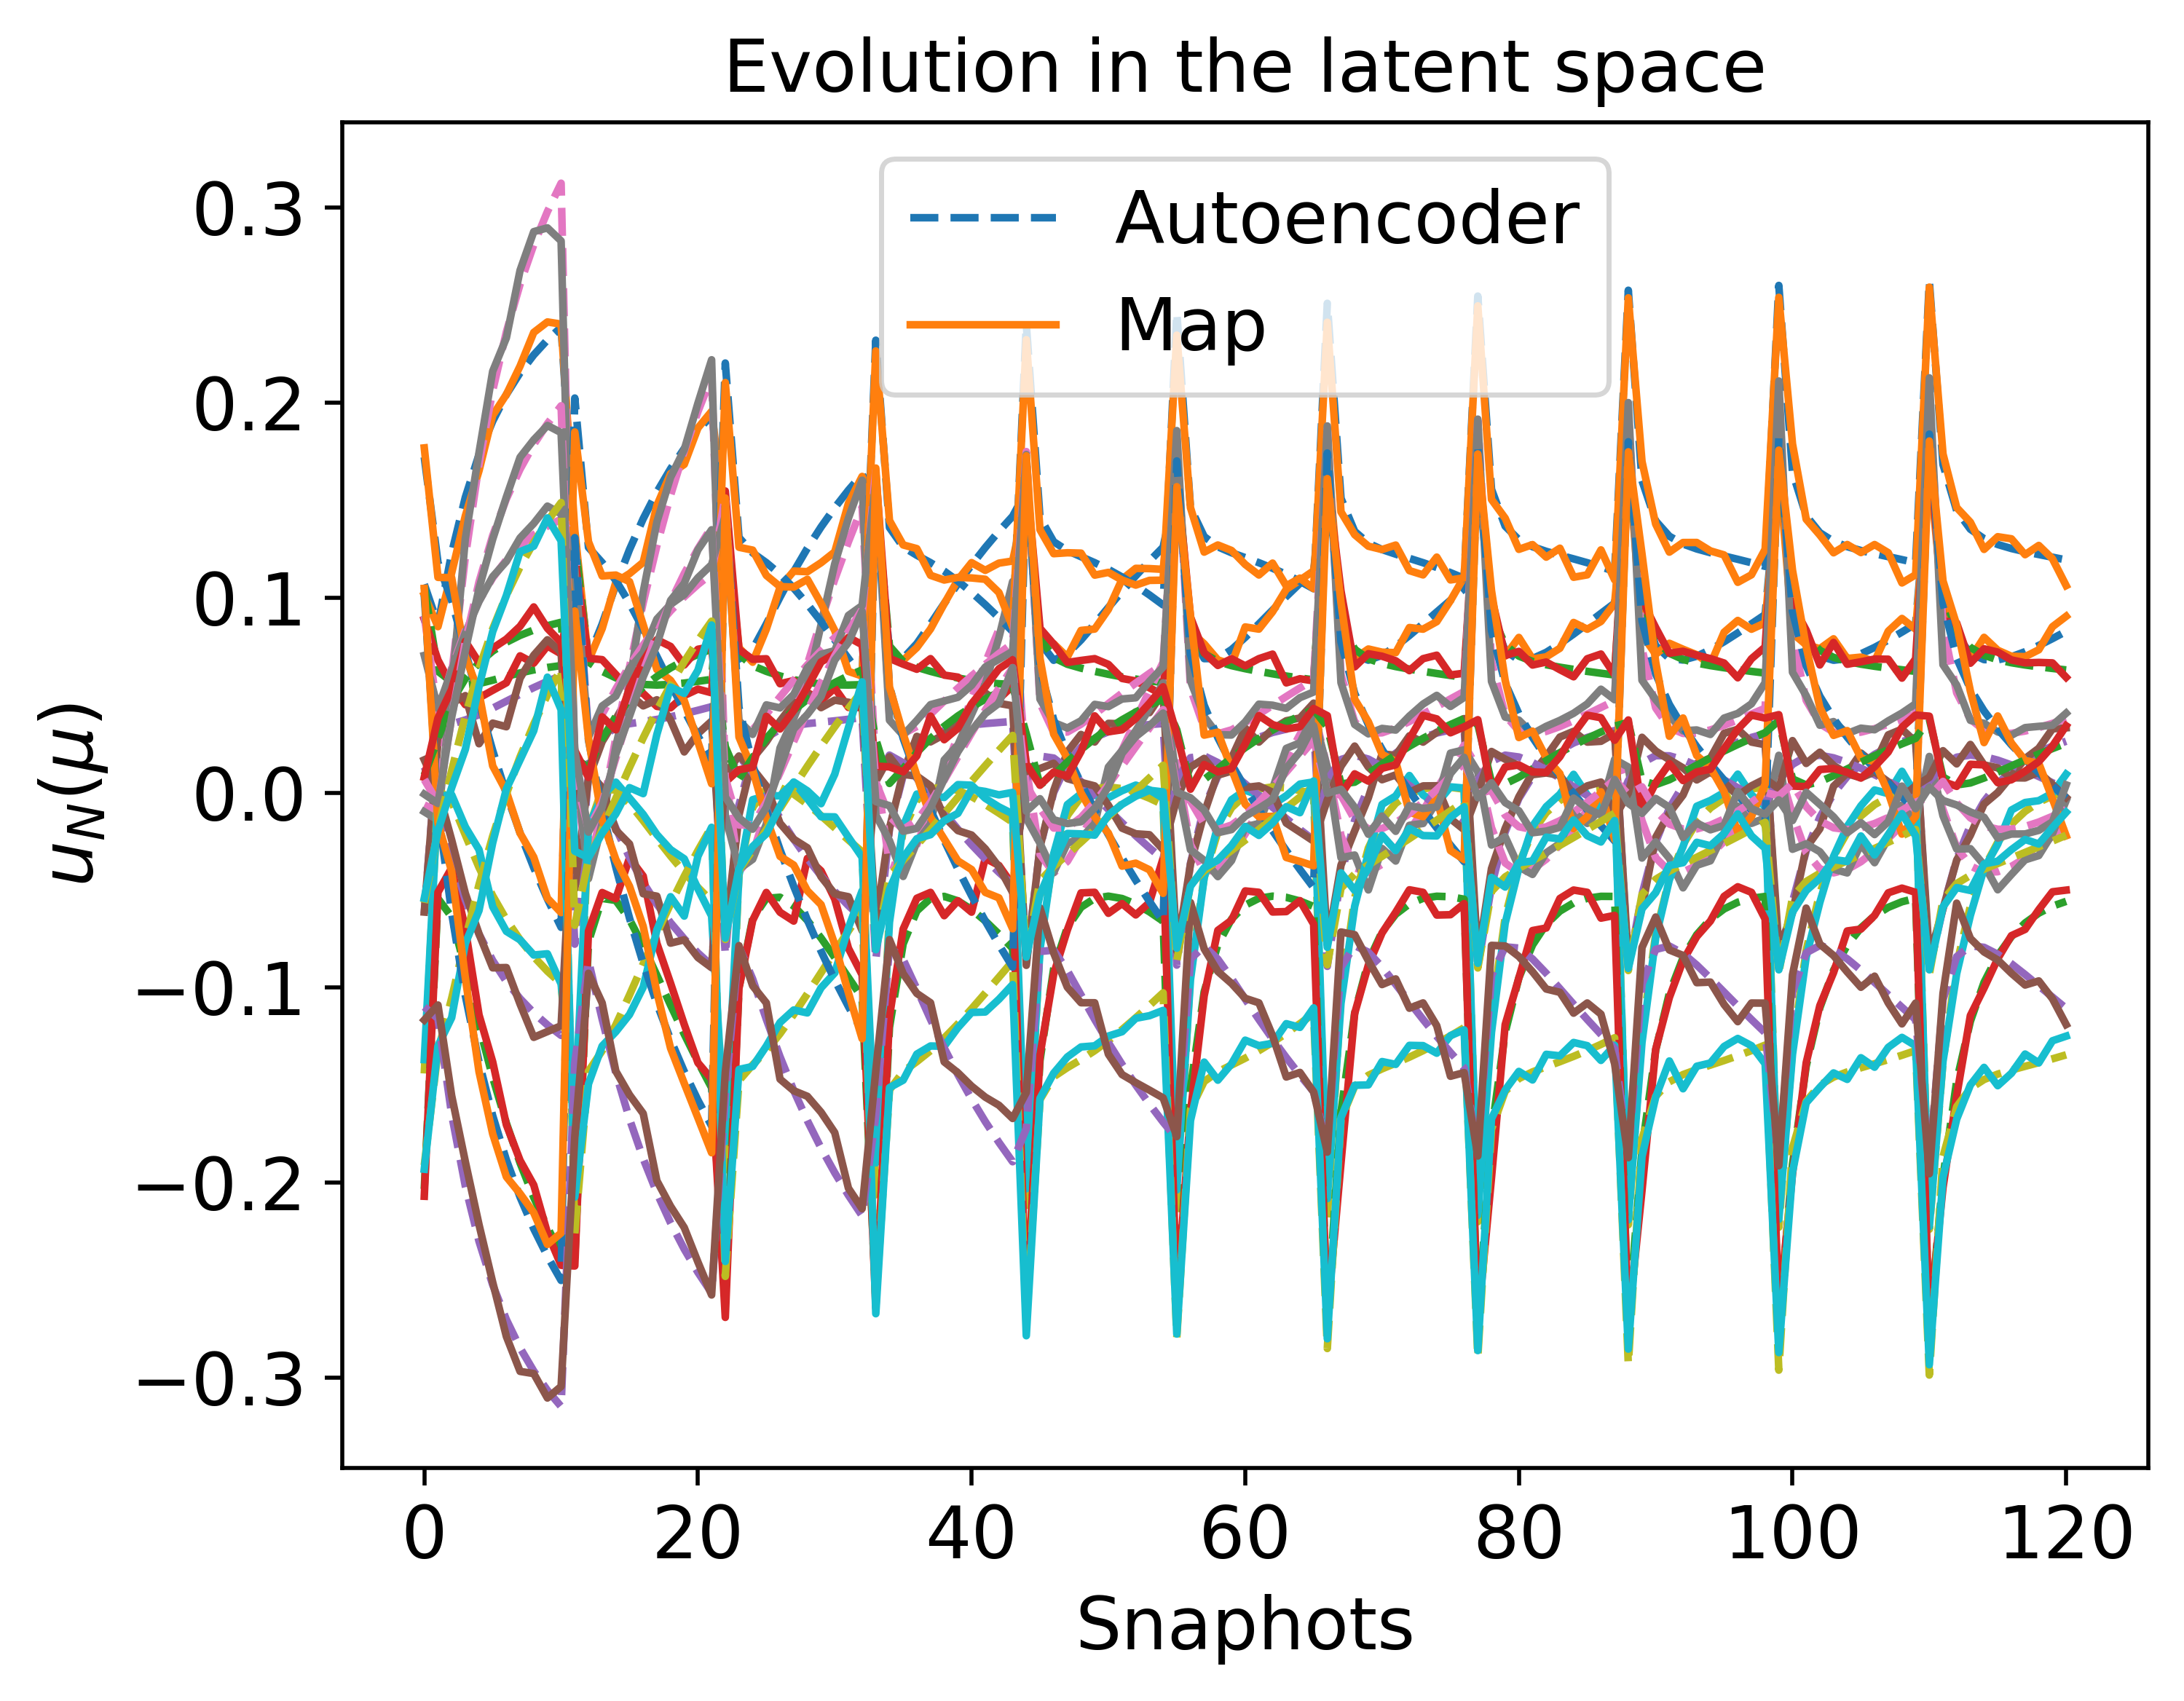 Evolution in the latent space
Autoencoder
Map
0.3
0.2
0.1
0.0
−0.1
−0.2
−0.3
u_N(μ)
0 20 40 60 80 100 120
Snaphots